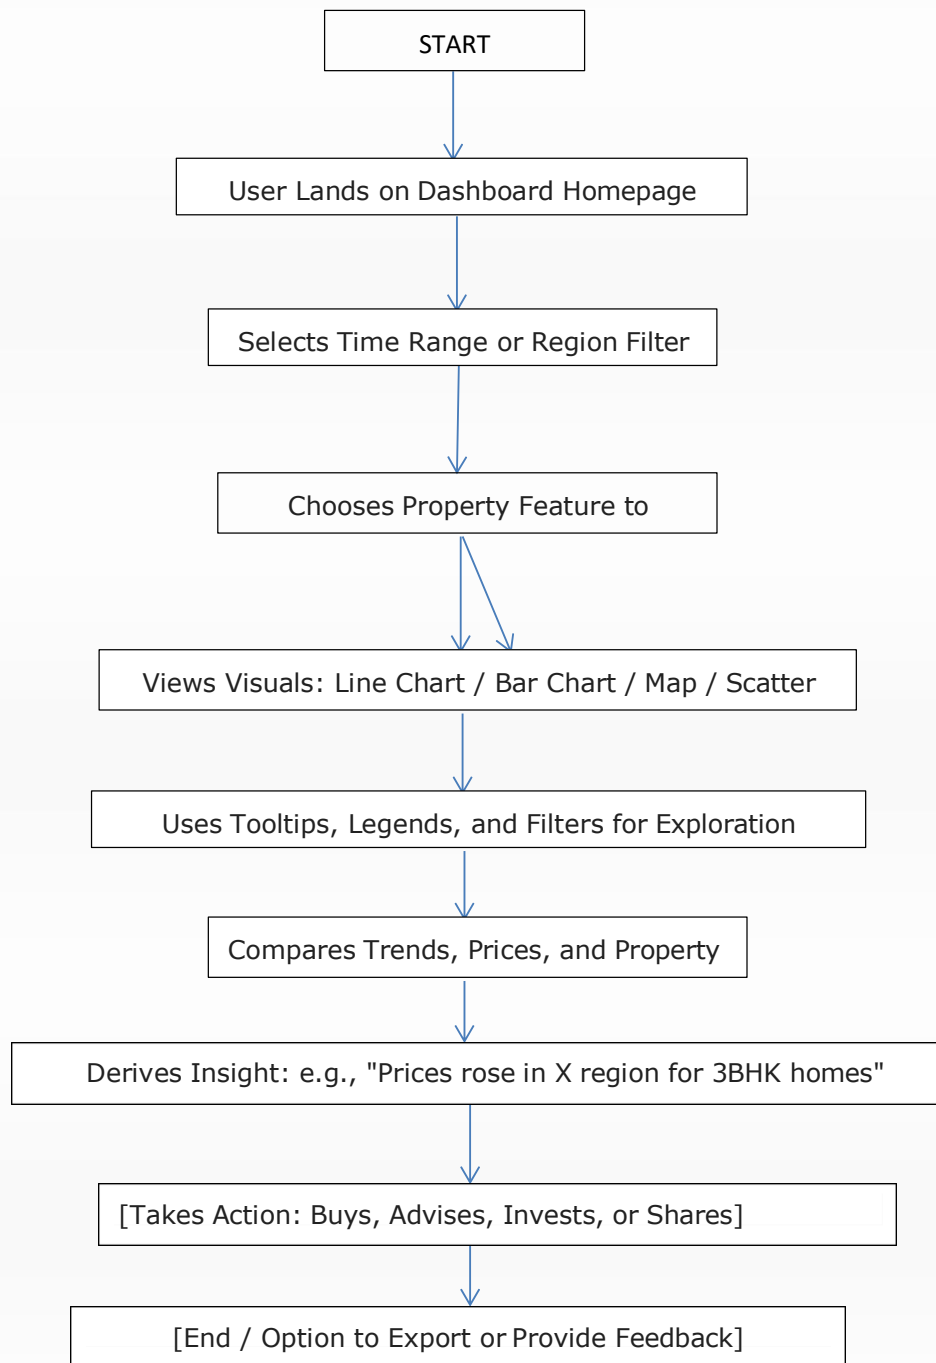 START
User Lands on Dashboard Homepage
Selects Time Range or Region Filter
Chooses Property Feature to
Views Visuals: Line Chart / Bar Chart / Map / Scatter
Uses Tooltips, Legends, and Filters for Exploration
Compares Trends, Prices, and Property
Derives Insight: e.g., "Prices rose in X region for 3BHK homes"
[Takes Action: Buys, Advises, Invests, or Shares]
[End / Option to Export or Provide Feedback]